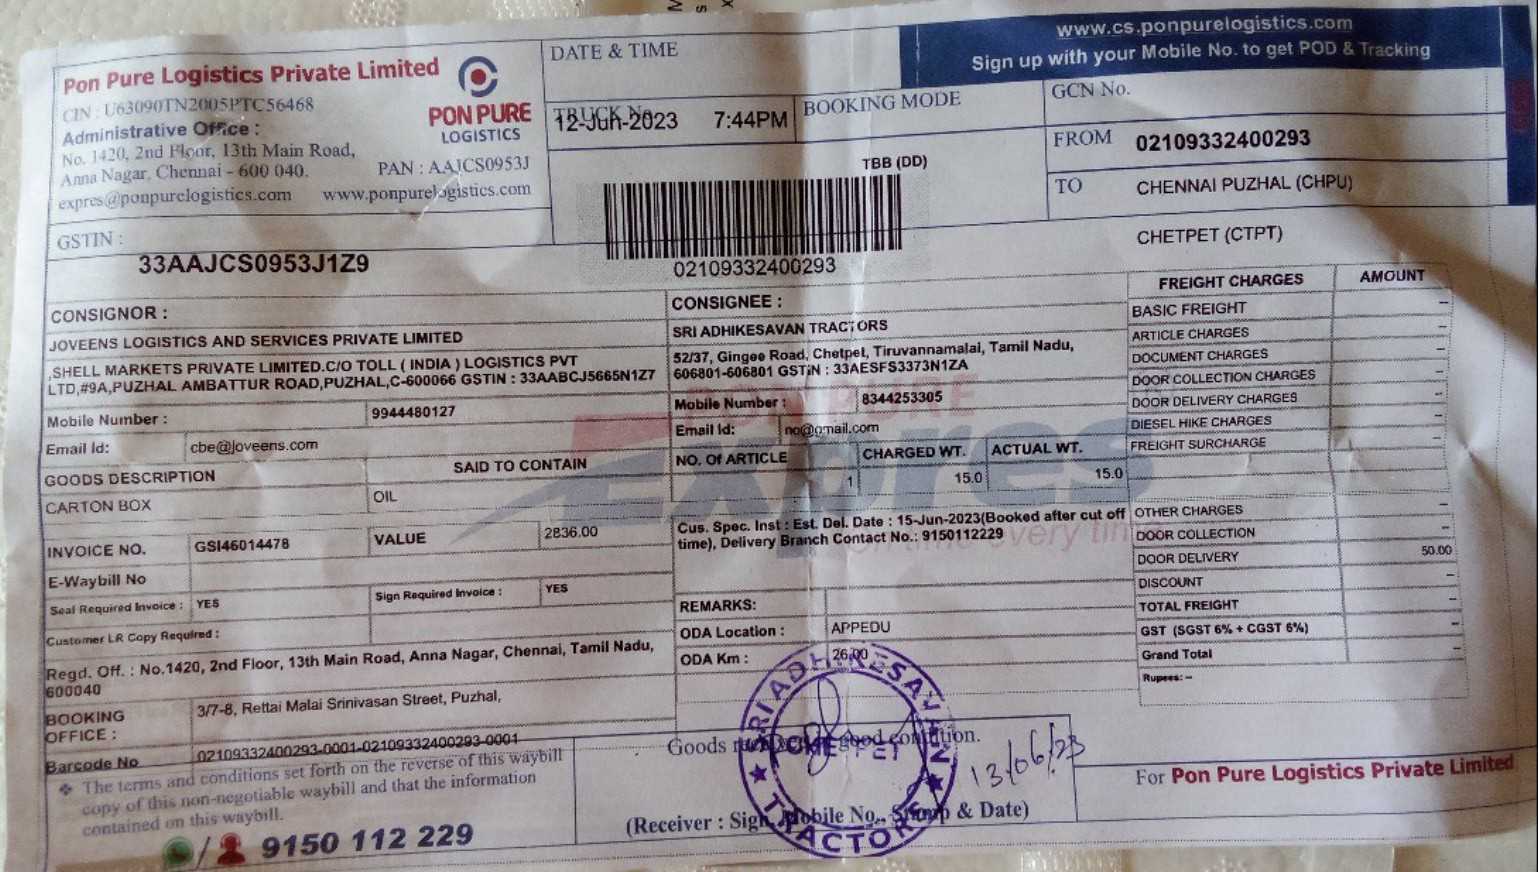 Pon Pure Logistics Private Limited
CIN : U63090TN2005PTC56468
Administrative Office :
No. 1420, 2nd Floor, 13th Main Road,
Anna Nagar, Chennai - 600 040.
PAN : AAJCS0953J
expres@ponpurelogistics.com www.ponpurelogistics.com
PON PURE
LOGISTICS
GSTIN :
33AAJCS0953J1Z9
DATE & TIME
TRUCK No.
12-Jun-2023 7:44PM
BOOKING MODE
TBB (DD)
02109332400293
www.cs.ponpurelogistics.com
Sign up with your Mobile No. to get POD & Tracking
GCN No.
FROM 02109332400293
TO CHENNAI PUZHAL (CHPU)
CHETPET (CTPT)
CONSIGNOR :
JOVEENS LOGISTICS AND SERVICES PRIVATE LIMITED
,SHELL MARKETS PRIVATE LIMITED.C/O TOLL ( INDIA ) LOGISTICS PVT
LTD,#9A,PUZHAL AMBATTUR ROAD,PUZHAL,C-600066 GSTIN : 33AABCJ5665N1Z7
Mobile Number : 9944480127
Email Id: cbe@joveens.com
GOODS DESCRIPTION SAID TO CONTAIN
CARTON BOX OIL
INVOICE NO. GSI46014478 VALUE 2836.00
E-Waybill No
Seal Required Invoice : YES Sign Required Invoice : YES
Customer LR Copy Required :
Regd. Off. : No.1420, 2nd Floor, 13th Main Road, Anna Nagar, Chennai, Tamil Nadu,
600040
BOOKING
OFFICE :
3/7-8, Rettai Malai Srinivasan Street, Puzhal,
Barcode No 02109332400293-0001-02109332400293-0001
CONSIGNEE :
SRI ADHIKESAVAN TRACTORS
52/37, Gingee Road, Chetpet, Tiruvannamalai, Tamil Nadu,
606801-606801 GSTIN : 33AESFS3373N1ZA
Mobile Number : 8344253305
Email Id: no@gmail.com
NO. Of ARTICLE CHARGED WT. ACTUAL WT.
1 15.0 15.0
Cus. Spec. Inst : Est. Del. Date : 15-Jun-2023(Booked after cut off
time), Delivery Branch Contact No.: 9150112229
PON PURE
Expres
on time every time
REMARKS:
ODA Location : APPEDU
ODA Km : 26.00
FREIGHT CHARGES AMOUNT
BASIC FREIGHT –
ARTICLE CHARGES –
DOCUMENT CHARGES –
DOOR COLLECTION CHARGES –
DOOR DELIVERY CHARGES –
DIESEL HIKE CHARGES –
FREIGHT SURCHARGE –
OTHER CHARGES –
DOOR COLLECTION –
DOOR DELIVERY 50.00
DISCOUNT –
TOTAL FREIGHT –
GST (SGST 6% + CGST 6%) –
Grand Total –
Rupees: –
❖ The terms and conditions set forth on the reverse of this waybill
copy of this non-negotiable waybill and that the information
contained on this waybill.
/ 9150 112 229
Goods good condition.
13/06/23
(Receiver : Sign, Mobile No., Stamp & Date)
SRI ADHIKESAVEN
★ TRACTORS ★
For Pon Pure Logistics Private Limited